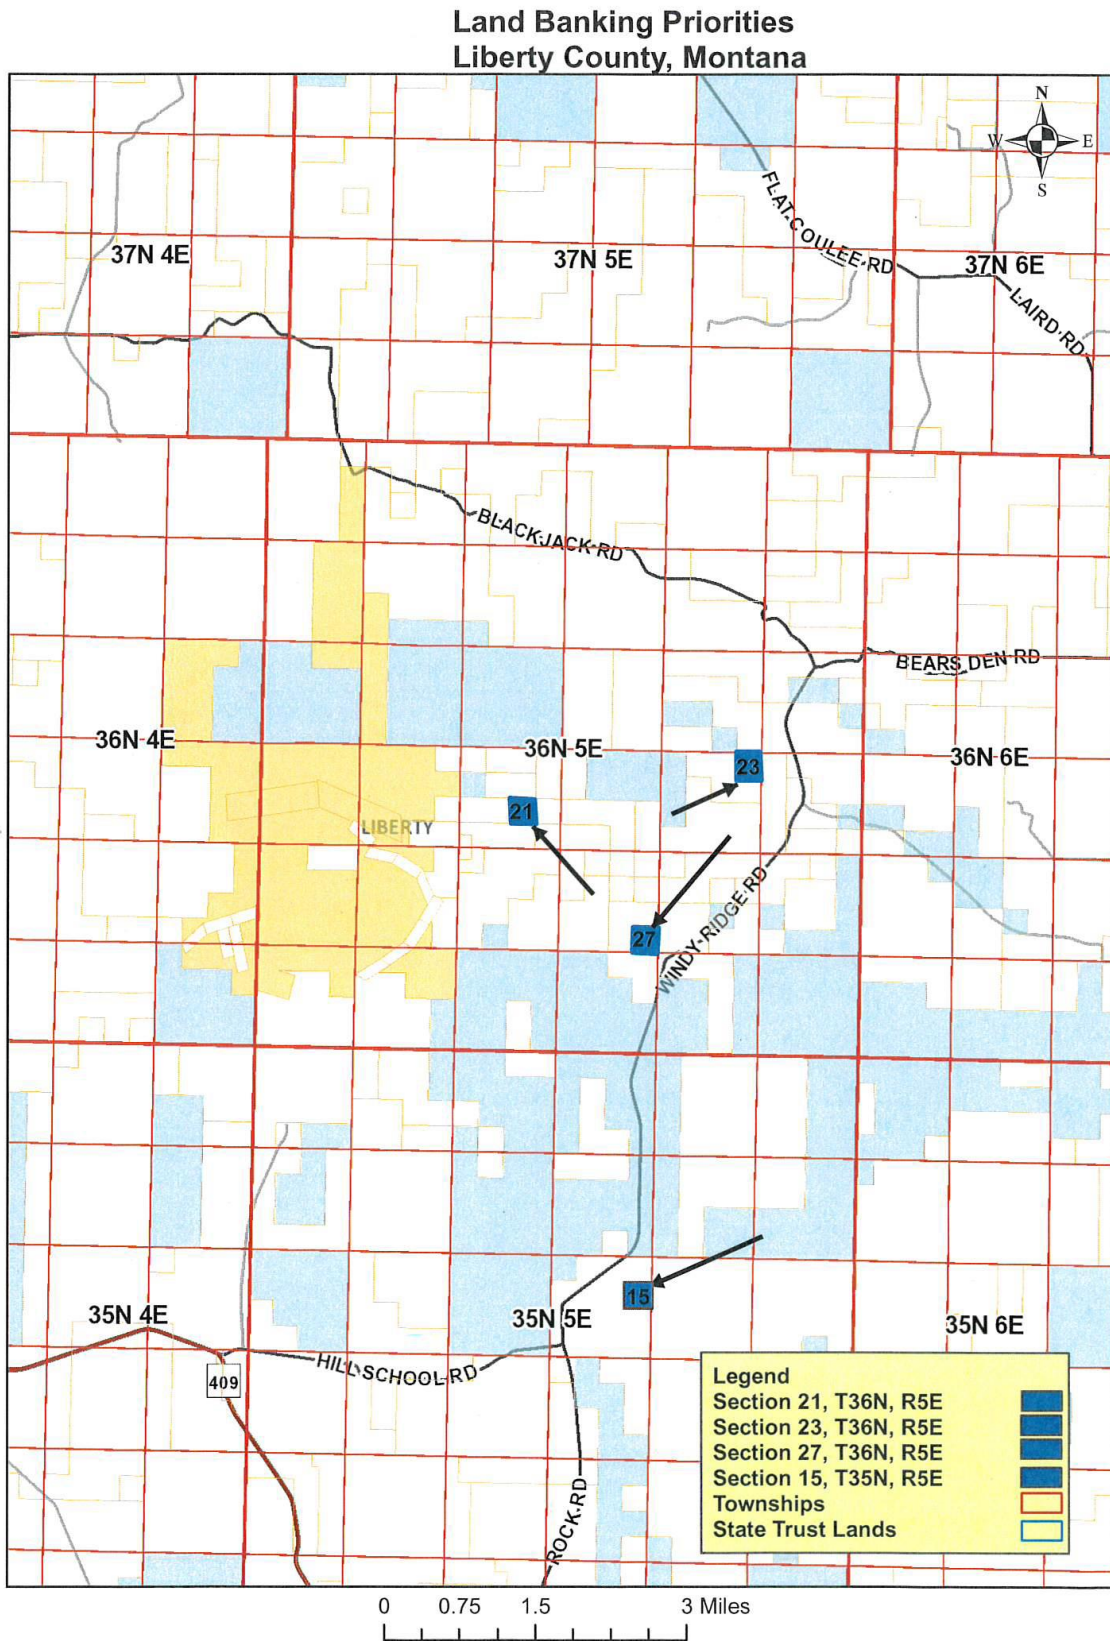 Land Banking Priorities
Liberty County, Montana
N
W E
S
FLAT COULEE RD
37N 4E
37N 5E
37N 6E
LAIRD RD
BLACK JACK RD
BEARS DEN RD
36N 4E
36N 5E
36N 6E
23
21
LIBERTY
WINDY RIDGE RD
27
15
35N 4E
35N 5E
35N 6E
HILL SCHOOL RD
409
ROCK RD
Legend
Section 21, T36N, R5E
Section 23, T36N, R5E
Section 27, T36N, R5E
Section 15, T35N, R5E
Townships
State Trust Lands
0 0.75 1.5 3 Miles